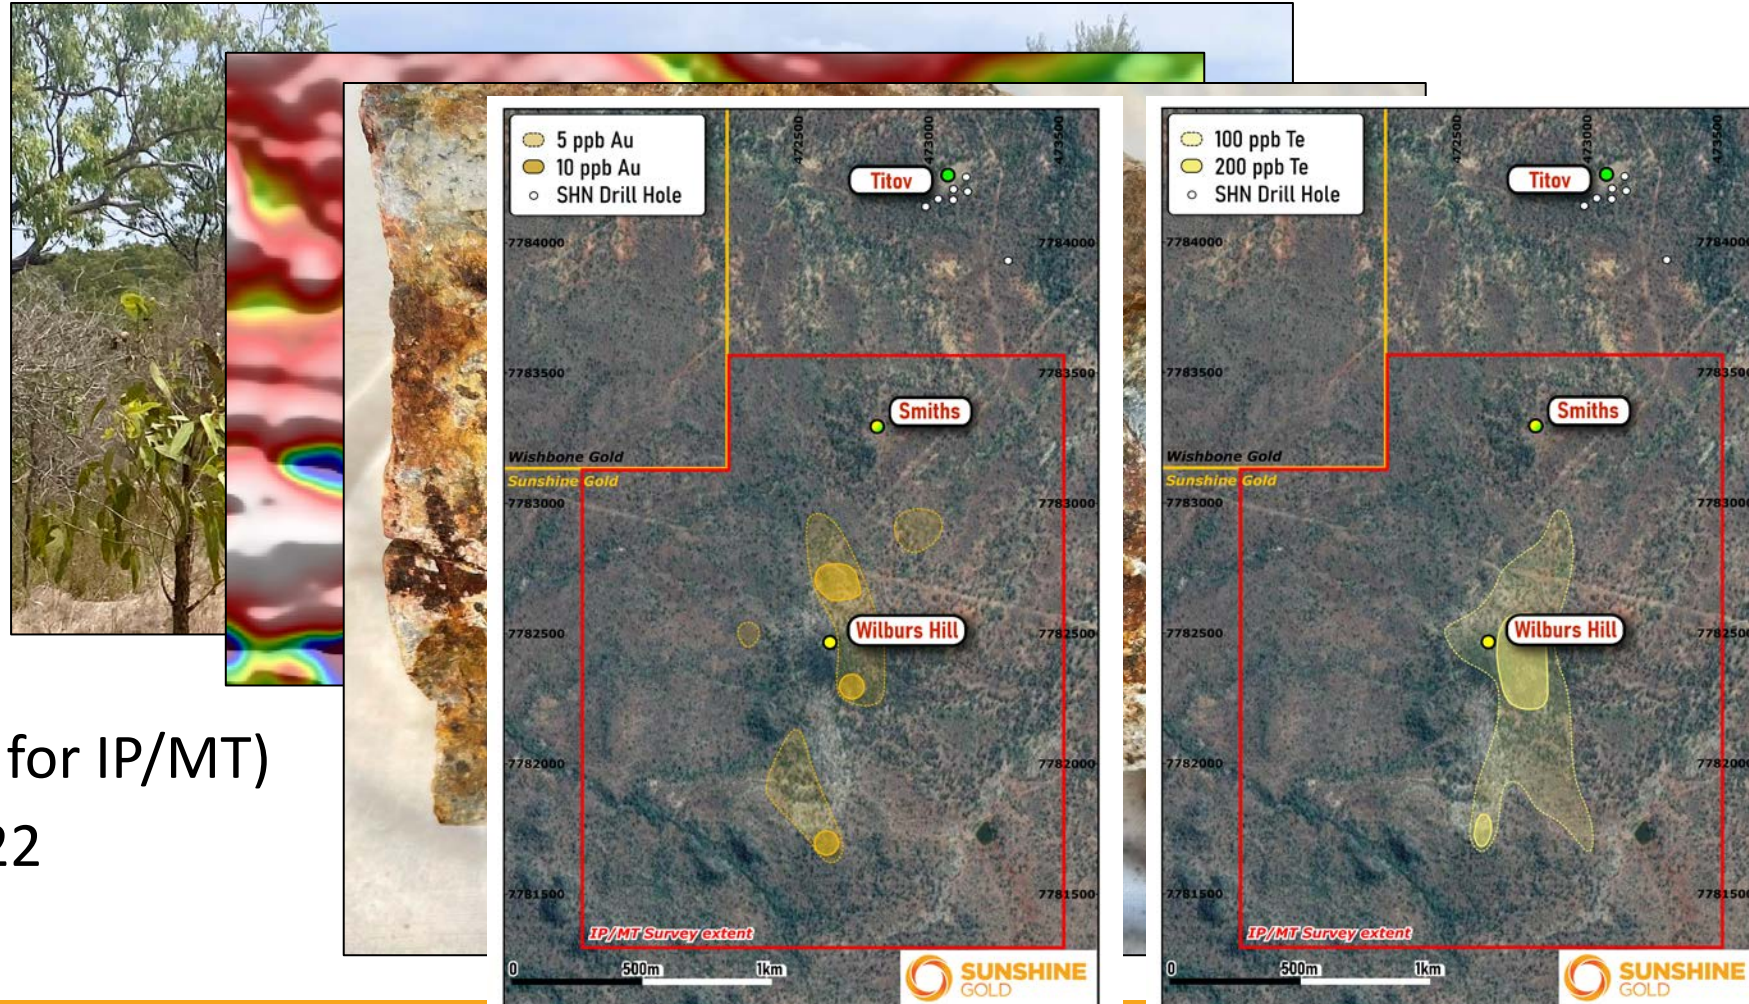 for IP/MT)
22
5 ppb Au
10 ppb Au
SHN Drill Hole
472500
473000
473500
Titov
7784000
7784000
7783500
7783500
Smiths
Wishbone Gold
Sunshine Gold
7783000
7783000
7782500
7782500
Wilburs Hill
7782000
7782000
7781500
7781500
IP/MT Survey extent
0 500m 1km
SUNSHINE
GOLD
100 ppb Te
200 ppb Te
SHN Drill Hole
472500
473000
473500
Titov
7784000
7784000
7783500
7783500
Smiths
Wishbone Gold
Sunshine Gold
7783000
7783000
7782500
7782500
Wilburs Hill
7782000
7782000
7781500
7781500
IP/MT Survey extent
0 500m 1km
SUNSHINE
GOLD